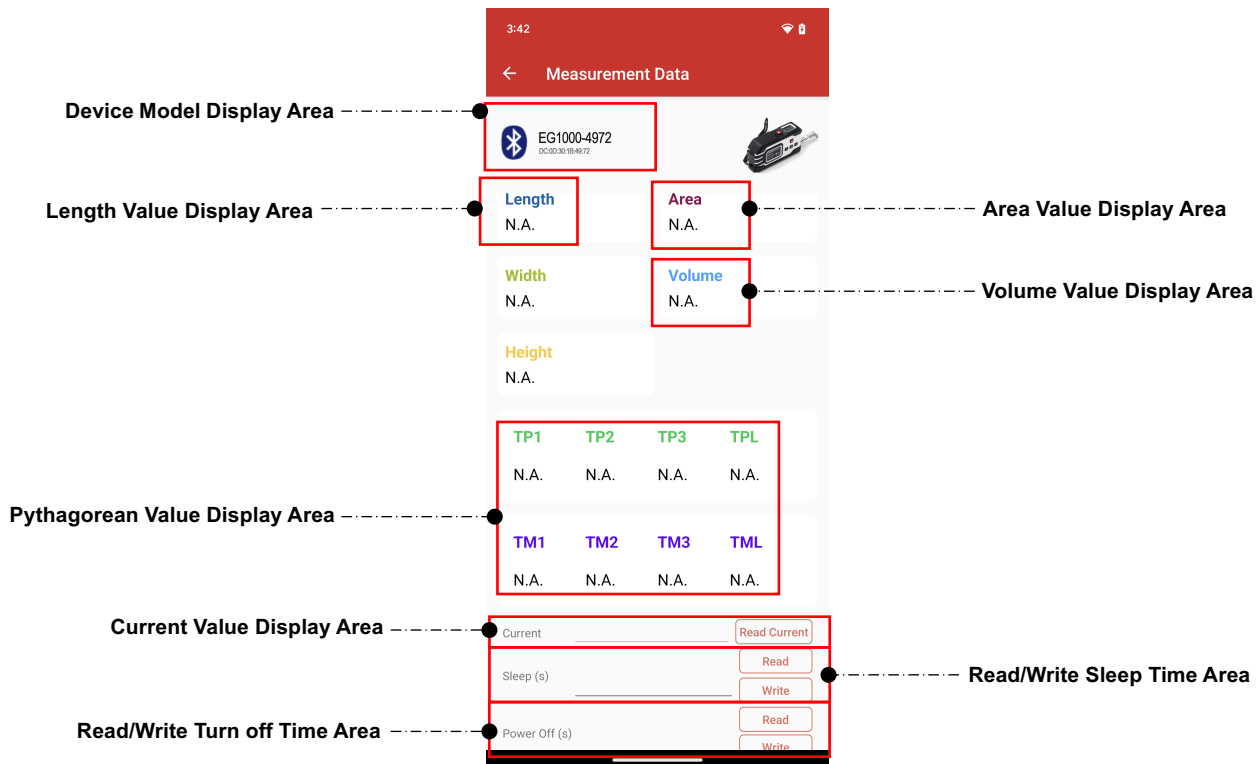 3:42
Measurement Data
Device Model Display Area
EG1000-4972
DC:0D:30:1B:49:72
Length
Area
Length Value Display Area
N.A.
N.A.
Area Value Display Area
Width
Volume
N.A.
N.A.
Volume Value Display Area
Height
N.A.
TP1 TP2 TP3 TPL
N.A. N.A. N.A. N.A.
Pythagorean Value Display Area
TM1 TM2 TM3 TML
N.A. N.A. N.A. N.A.
Current Value Display Area
Current
Read Current
Read
Sleep (s)
Write
Read/Write Sleep Time Area
Read
Read/Write Turn off Time Area
Power Off (s)
Write